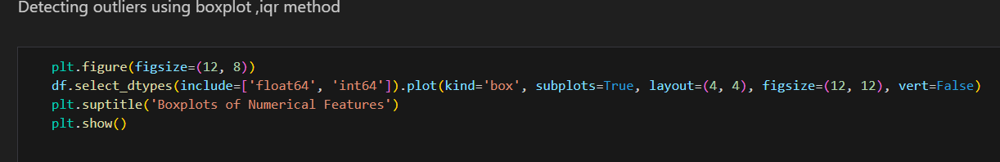 Detecting outliers using boxplot ,iqr method
plt.figure(figsize=(12, 8))
df.select_dtypes(include=['float64', 'int64']).plot(kind='box', subplots=True, layout=(4, 4), figsize=(12, 12), vert=False)
plt.suptitle('Boxplots of Numerical Features')
plt.show()